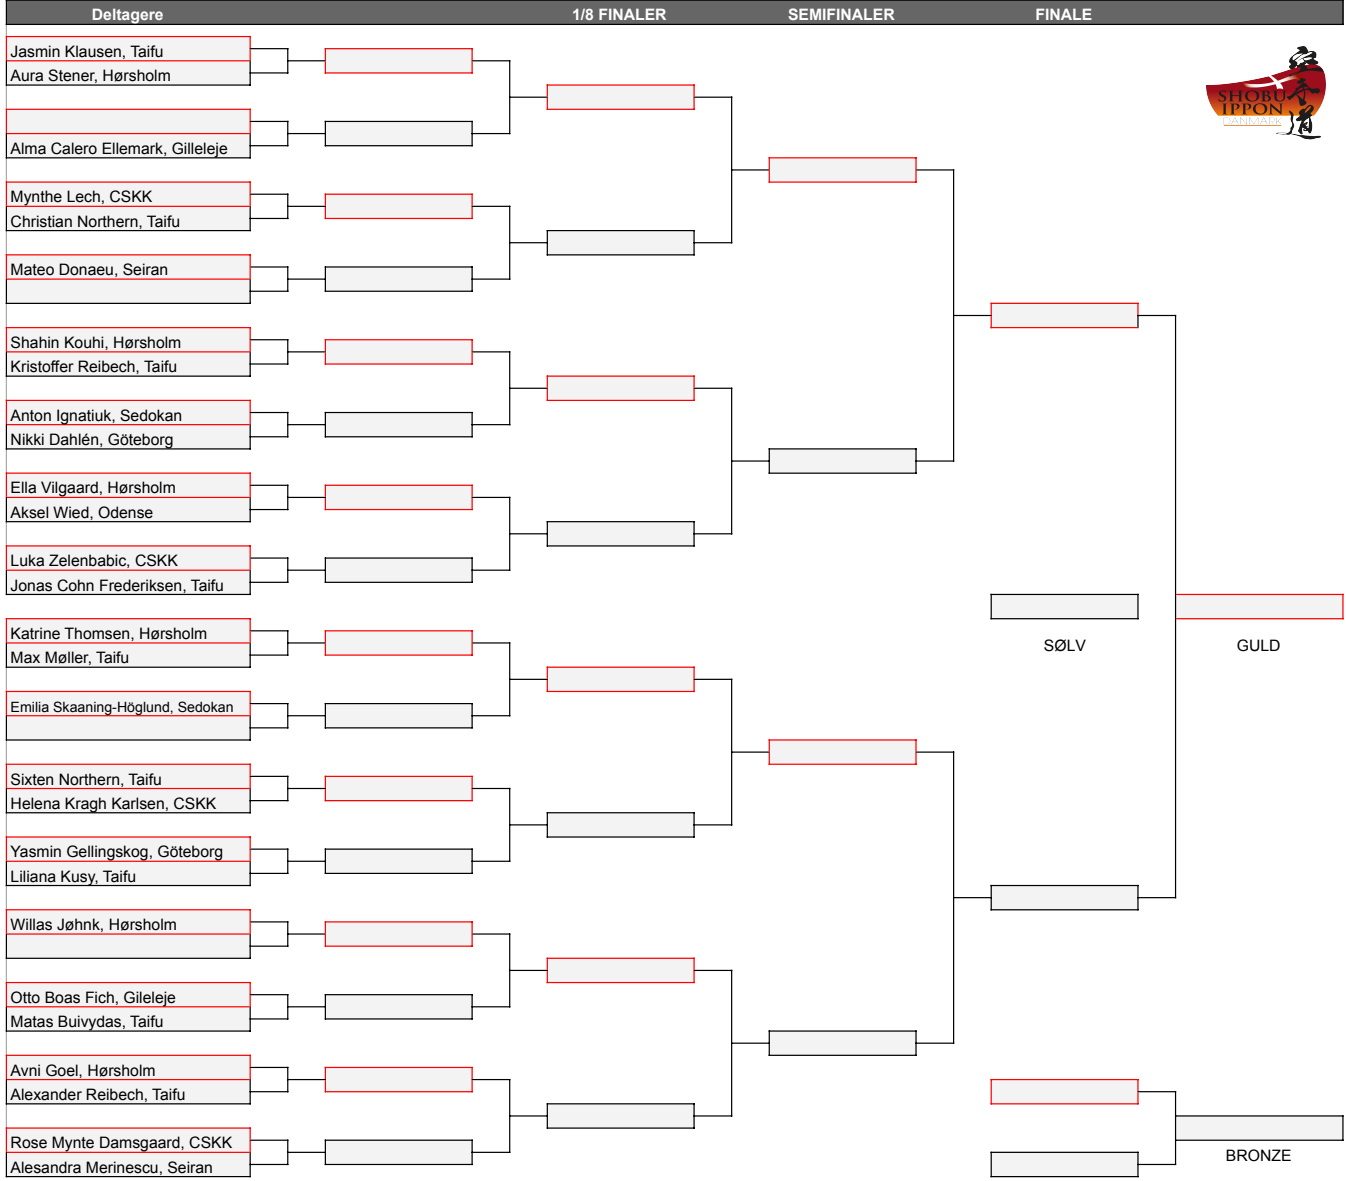 Deltagere 1/8 FINALER SEMIFINALER FINALE
Jasmin Klausen, Taifu
Aura Stener, Hørsholm
SHOBU
IPPON
DANMARK
空手道
Alma Calero Ellemark, Gilleleje
Mynthe Lech, CSKK
Christian Northern, Taifu
Mateo Donaeu, Seiran
Shahin Kouhi, Hørsholm
Kristoffer Reibech, Taifu
Anton Ignatiuk, Sedokan
Nikki Dahlén, Göteborg
Ella Vilgaard, Hørsholm
Aksel Wied, Odense
Luka Zelenbabic, CSKK
Jonas Cohn Frederiksen, Taifu
Katrine Thomsen, Hørsholm
Max Møller, Taifu
SØLV GULD
Emilia Skaaning-Höglund, Sedokan
Sixten Northern, Taifu
Helena Kragh Karlsen, CSKK
Yasmin Gellingskog, Göteborg
Liliana Kusy, Taifu
Willas Jøhnk, Hørsholm
Otto Boas Fich, Gileleje
Matas Buivydas, Taifu
Avni Goel, Hørsholm
Alexander Reibech, Taifu
Rose Mynte Damsgaard, CSKK
Alesandra Merinescu, Seiran
BRONZE